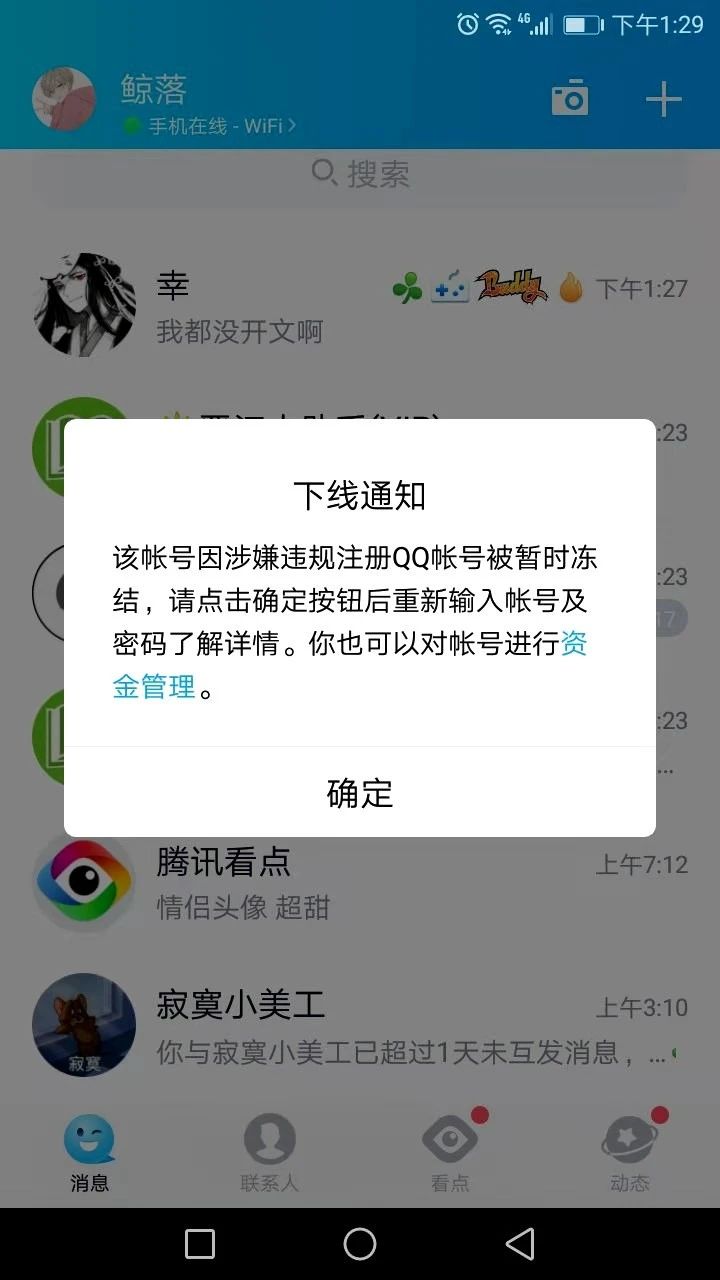 4G 下午1:29
鲸落
手机在线 - WiFi
搜索
幸
Buddy
下午1:27
我都没开文啊
:23
下线通知
该帐号因涉嫌违规注册QQ帐号被暂时冻
结，请点击确定按钮后重新输入帐号及
密码了解详情。你也可以对帐号进行资
金管理。
:23
17
:23
...
确定
腾讯看点
上午7:12
情侣头像 超甜
寂寞小美工
上午3:10
寂寞
你与寂寞小美工已超过1天未互发消息，...
消息
联系人
看点
动态